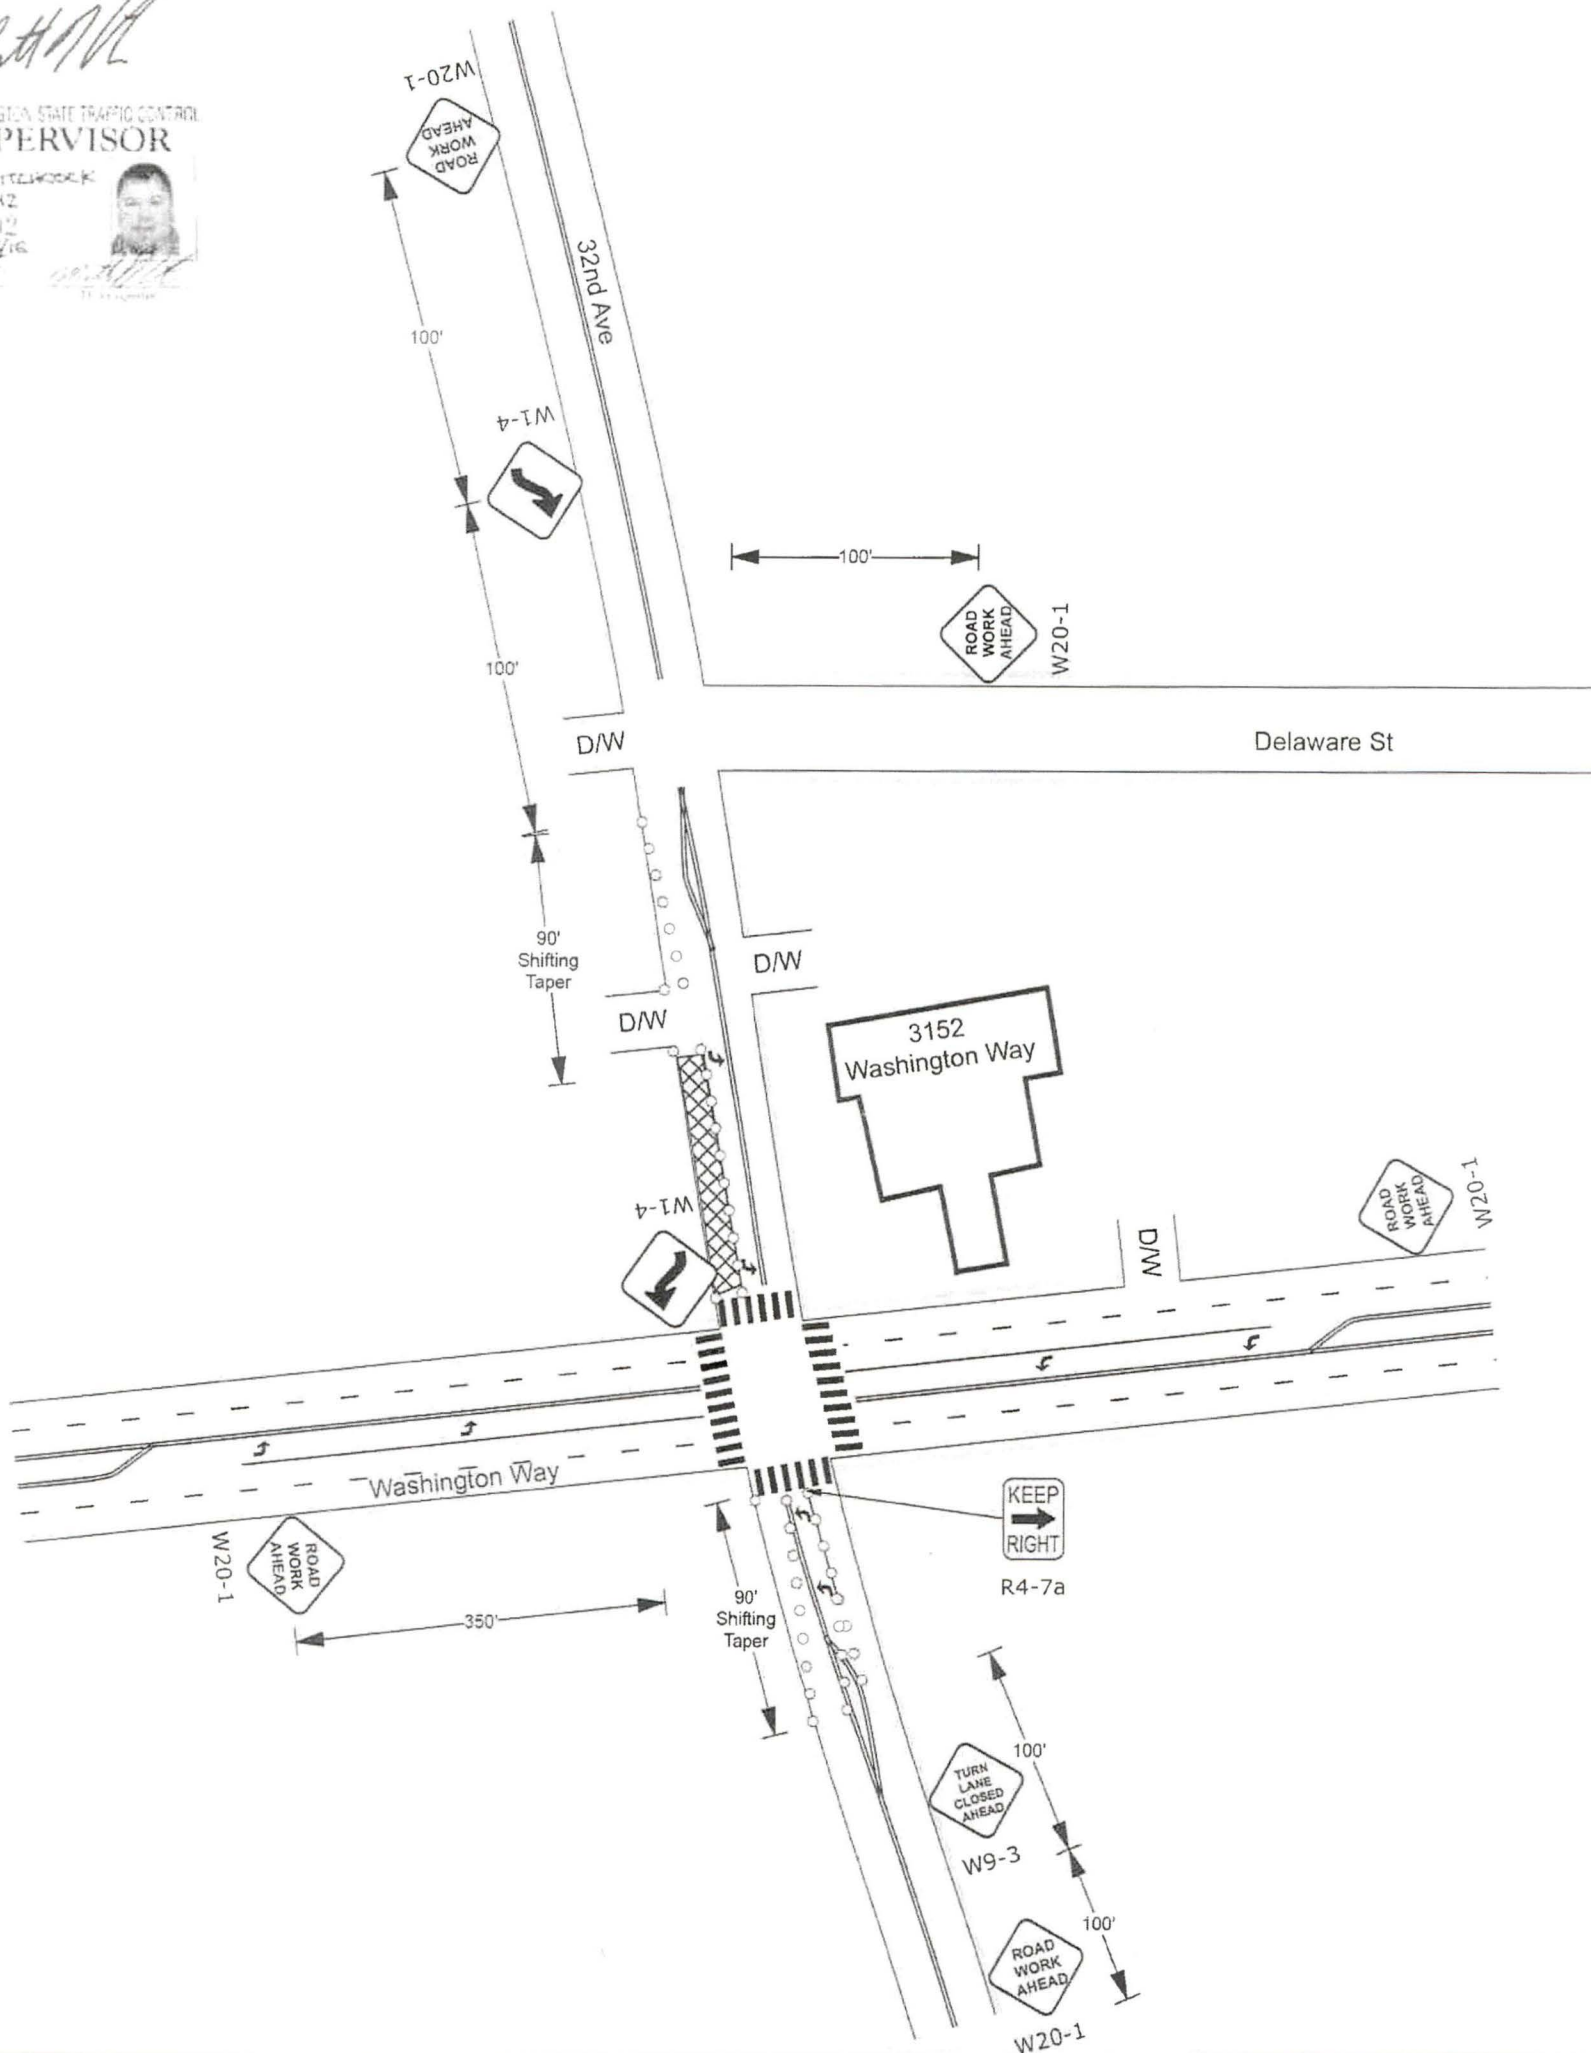 STATE TRAFFIC CONTROL
W20-1
ROAD
WORK
AHEAD
32nd Ave
100'
W1-4
100'
100'
ROAD
WORK
AHEAD
W20-1
D/W
Delaware St
90'
Shifting
Taper
D/W
D/W
3152
Washington Way
W1-4
D/W
ROAD
WORK
AHEAD
W20-1
Washington Way
W20-1
ROAD
WORK
AHEAD
350'
90'
Shifting
Taper
KEEP
RIGHT
R4-7a
100'
TURN
LANE
CLOSED
AHEAD
W9-3
100'
ROAD
WORK
AHEAD
W20-1